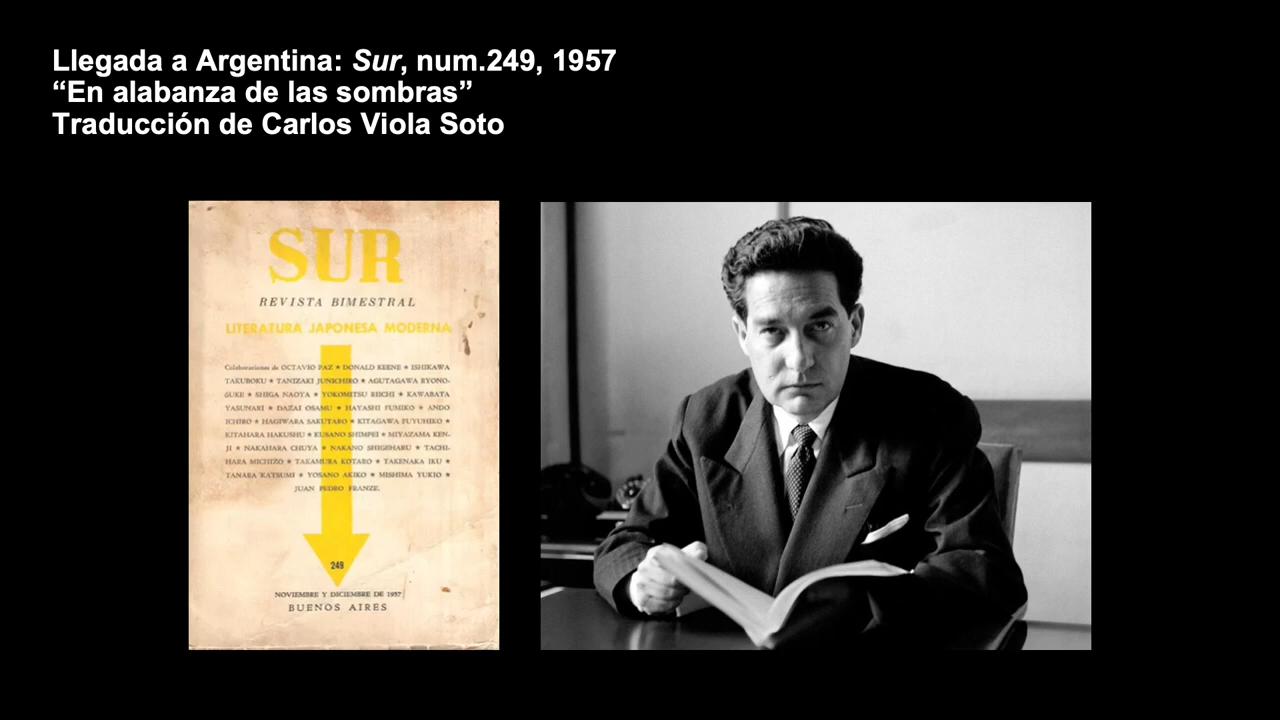 Llegada a Argentina: Sur, num.249, 1957
“En alabanza de las sombras”
Traducción de Carlos Viola Soto
SUR
REVISTA BIMESTRAL
LITERATURA JAPONESA MODERNA
Colaboraciones de OCTAVIO PAZ ★ DONALD KEENE ★ ISHIKAWA
TAKUBOKU ★ TANIZAKI JUNICHIRO ★ AGUTAGAWA RYONO-
SUKE ★ SHIGA NAOYA ★ YOKOMITSU RIICHI ★ KAWABATA
YASUNARI ★ DAZAI OSAMU ★ HAYASHI FUMIKO ★ ANDO
ICHIRO ★ HAGIWARA SAKUTARO ★ KITAGAWA FUYUHIKO ★
KITAHARA HAKUSHU ★ KUSANO SHIMPEI ★ MIYAZAMA KEN-
JI ★ NAKAHARA CHUYA ★ NAKANO SHIGEHARU ★ TACHI-
HARA MICHIZO ★ TAKAMURA KOTARO ★ TAKENAKA IKU ★
TANAKA KATSUMI ★ YOSANO AKIKO ★ MISHIMA YUKIO ★
JUAN PEDRO FRANZE.
249
NOVIEMBRE Y DICIEMBRE DE 1957
BUENOS AIRES